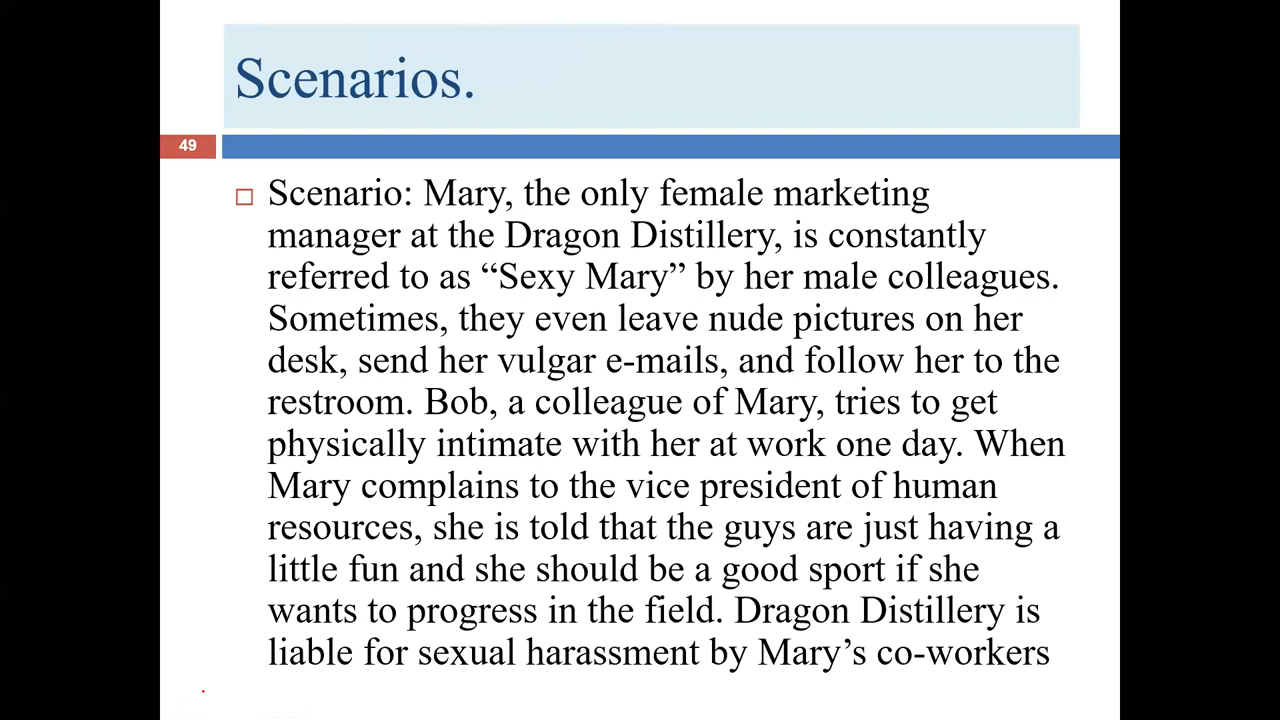 Scenarios.
49
Scenario: Mary, the only female marketing
manager at the Dragon Distillery, is constantly
referred to as “Sexy Mary” by her male colleagues.
Sometimes, they even leave nude pictures on her
desk, send her vulgar e-mails, and follow her to the
restroom. Bob, a colleague of Mary, tries to get
physically intimate with her at work one day. When
Mary complains to the vice president of human
resources, she is told that the guys are just having a
little fun and she should be a good sport if she
wants to progress in the field. Dragon Distillery is
liable for sexual harassment by Mary’s co-workers